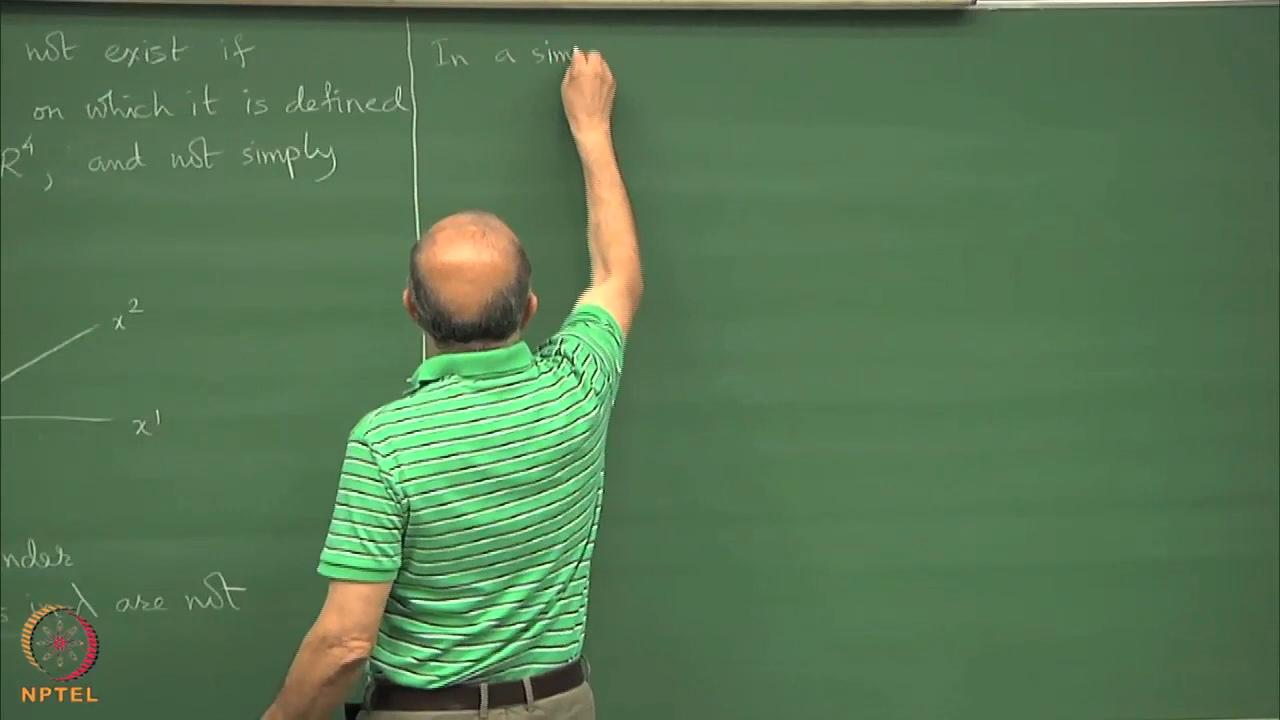 not exist if
on which it is defined
R⁴, and not simply
x²
x¹
in λ are not
In a sim
NPTEL